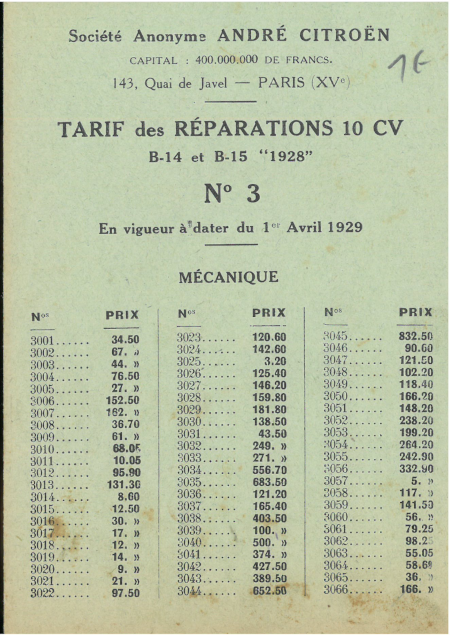 Société Anonyme ANDRÉ CITROËN
CAPITAL : 400.000.000 DE FRANCS.
143, Quai de Javel — PARIS (XVe)
1€
TARIF des RÉPARATIONS 10 CV
B-14 et B-15 "1928"
N° 3
En vigueur à dater du 1er Avril 1929
MÉCANIQUE
Nos PRIX
3001...... 34.50
3002...... 67. »
3003...... 44. »
3004...... 76.50
3005...... 27. »
3006...... 152.50
3007...... 162. »
3008...... 36.70
3009...... 61. »
3010...... 68.05
3011...... 10.05
3012...... 95.90
3013...... 131.30
3014...... 8.60
3015...... 12.50
3016...... 30. »
3017...... 17. »
3018...... 12. »
3019...... 14. »
3020...... 9. »
3021...... 21. »
3022...... 97.50
Nos PRIX
3023...... 120.60
3024...... 142.60
3025...... 3.20
3026...... 125.40
3027...... 146.20
3028...... 159.80
3029...... 181.80
3030...... 138.50
3031...... 43.50
3032...... 249. »
3033...... 271. »
3034...... 556.70
3035...... 683.50
3036...... 121.20
3037...... 165.40
3038...... 403.50
3039...... 100. »
3040...... 500. »
3041...... 374. »
3042...... 427.50
3043...... 389.50
3044...... 652.50
Nos PRIX
3045...... 832.50
3046...... 90.60
3047...... 121.50
3048...... 102.20
3049...... 118.40
3050...... 166.20
3051...... 148.20
3052...... 238.20
3053...... 199.20
3054...... 264.20
3055...... 242.90
3056...... 332.90
3057...... 5. »
3058...... 117. »
3059...... 141.50
3060...... 56. »
3061...... 79.25
3062...... 98.25
3063...... 55.05
3064...... 58.60
3065...... 36. »
3066...... 166. »